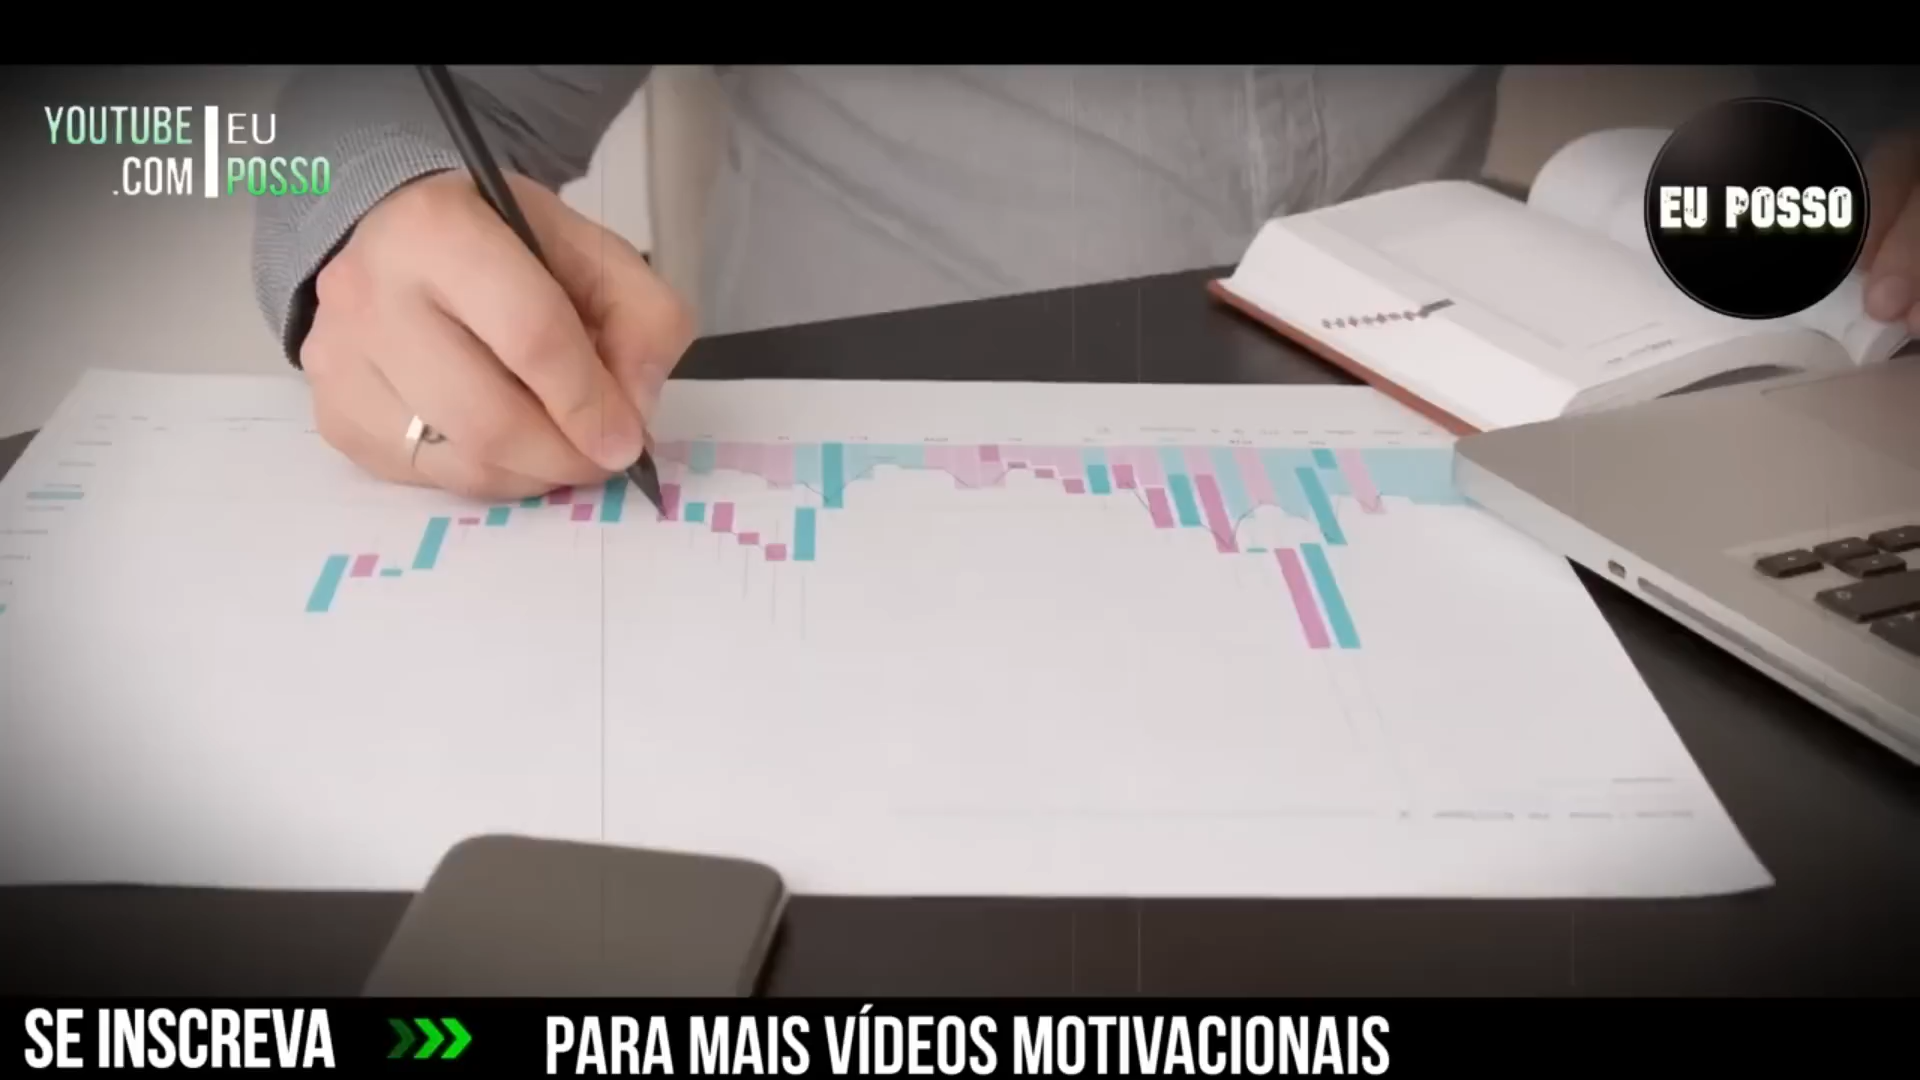 YOUTUBE
.COM
EU
POSSO
EU POSSO
SE INSCREVA
PARA MAIS VÍDEOS MOTIVACIONAIS